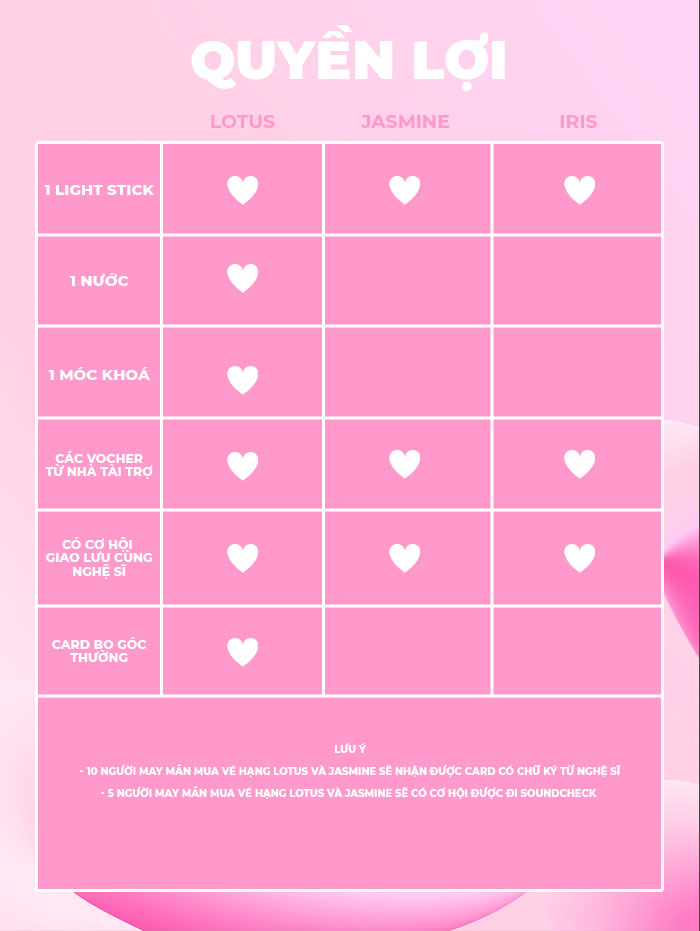 QUYỀN LỢI
LOTUS JASMINE IRIS
1 LIGHT STICK
1 NƯỚC
1 MÓC KHOÁ
CÁC VOCHER
TỪ NHÀ TÀI TRỢ
CÓ CƠ HỘI
GIAO LƯU CÙNG
NGHỆ SĨ
CARD BO GÓC
THƯỜNG
LƯU Ý
- 10 NGƯỜI MAY MẮN MUA VÉ HẠNG LOTUS VÀ JASMINE SẼ NHẬN ĐƯỢC CARD CÓ CHỮ KÝ TỪ NGHỆ SĨ
- 5 NGƯỜI MAY MẮN MUA VÉ HẠNG LOTUS VÀ JASMINE SẼ CÓ CƠ HỘI ĐƯỢC ĐI SOUNDCHECK